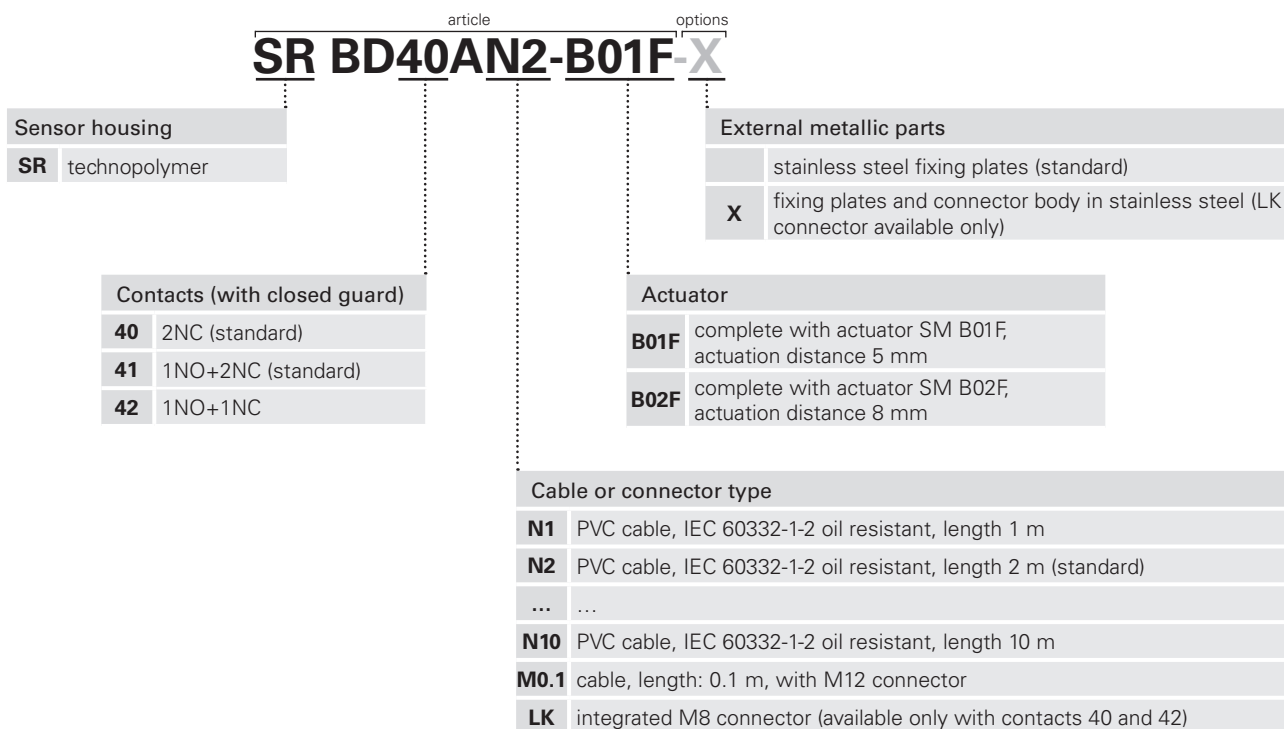 article options
SR BD40AN2-B01F-X
Sensor housing
SR technopolymer
External metallic parts
stainless steel fixing plates (standard)
X fixing plates and connector body in stainless steel (LK
connector available only)
Contacts (with closed guard)
40 2NC (standard)
41 1NO+2NC (standard)
42 1NO+1NC
Actuator
B01F complete with actuator SM B01F,
actuation distance 5 mm
B02F complete with actuator SM B02F,
actuation distance 8 mm
Cable or connector type
N1 PVC cable, IEC 60332-1-2 oil resistant, length 1 m
N2 PVC cable, IEC 60332-1-2 oil resistant, length 2 m (standard)
... ...
N10 PVC cable, IEC 60332-1-2 oil resistant, length 10 m
M0.1 cable, length: 0.1 m, with M12 connector
LK integrated M8 connector (available only with contacts 40 and 42)